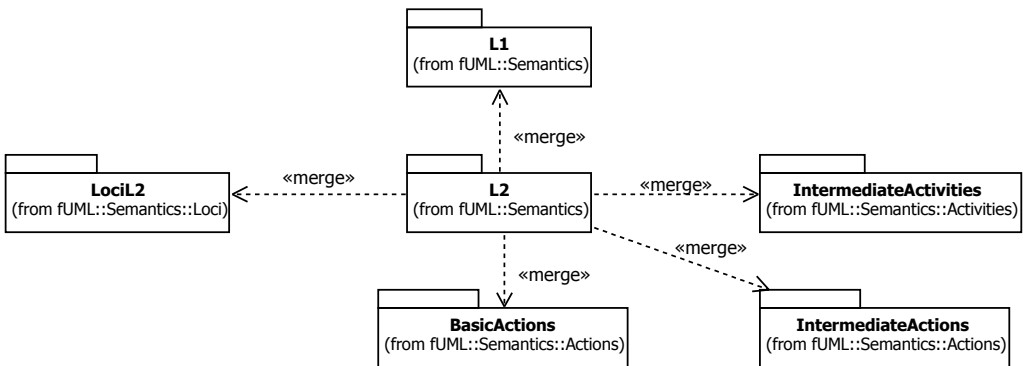 L1
(from fUML::Semantics)
«merge»
LociL2
(from fUML::Semantics::Loci)
«merge»
L2
(from fUML::Semantics)
«merge»
IntermediateActivities
(from fUML::Semantics::Activities)
«merge»
«merge»
BasicActions
(from fUML::Semantics::Actions)
IntermediateActions
(from fUML::Semantics::Actions)